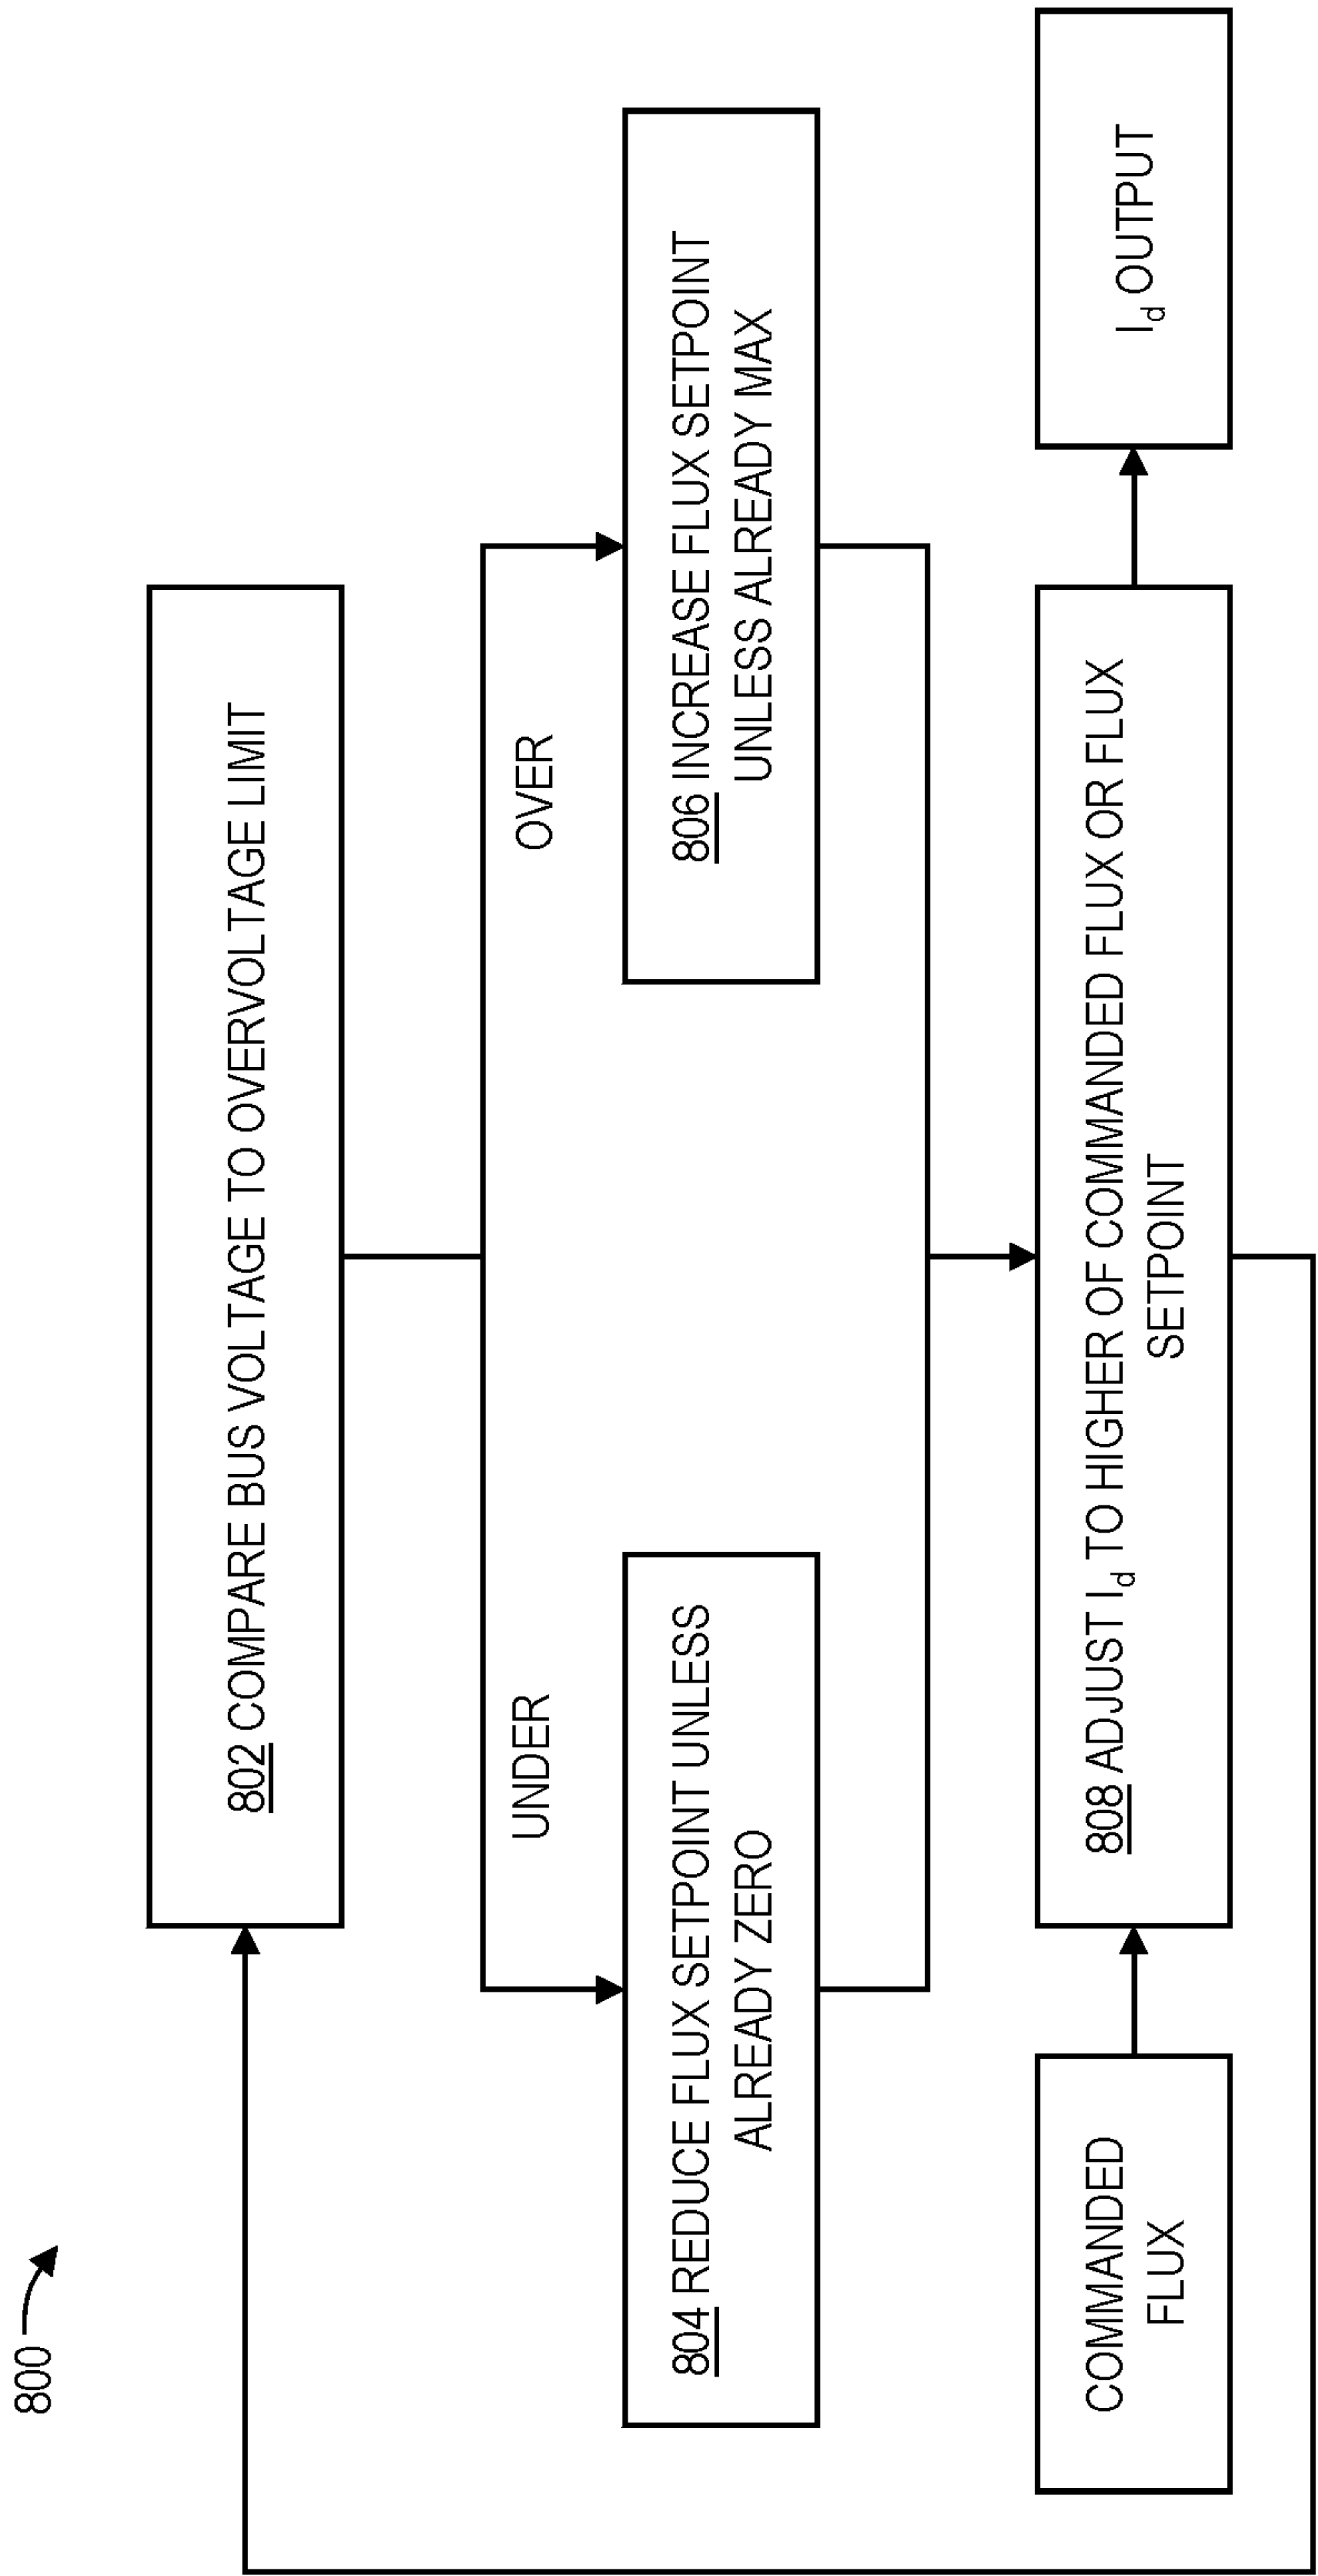 800
802 COMPARE BUS VOLTAGE TO OVERVOLTAGE LIMIT
UNDER
OVER
804 REDUCE FLUX SETPOINT UNLESS
ALREADY ZERO
806 INCREASE FLUX SETPOINT
UNLESS ALREADY MAX
COMMANDED
FLUX
808 ADJUST Id TO HIGHER OF COMMANDED FLUX OR FLUX
SETPOINT
Id OUTPUT